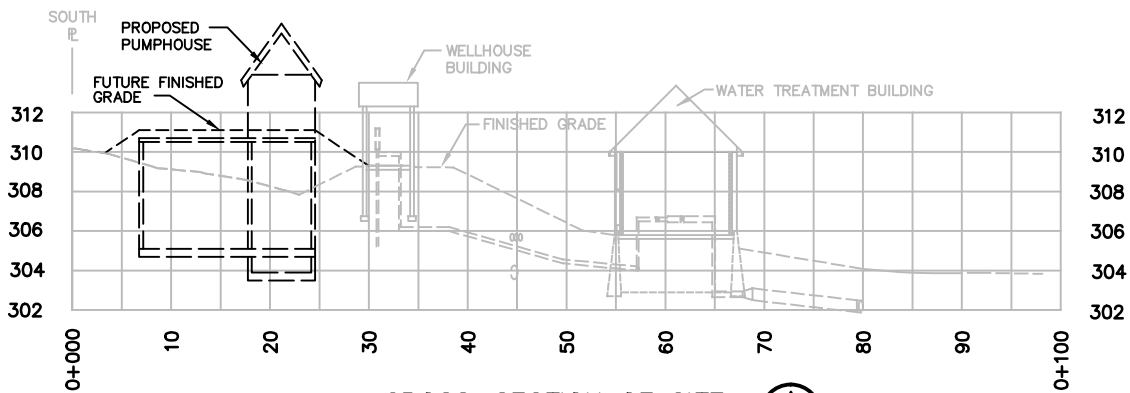 SOUTH
PL
PROPOSED
PUMPHOUSE
WELLHOUSE
BUILDING
FUTURE FINISHED
GRADE
WATER TREATMENT BUILDING
FINISHED GRADE
312 312
310 310
308 308
306 306
304 304
302 302
0+000 10 20 30 40 50 60 70 80 90 0+100